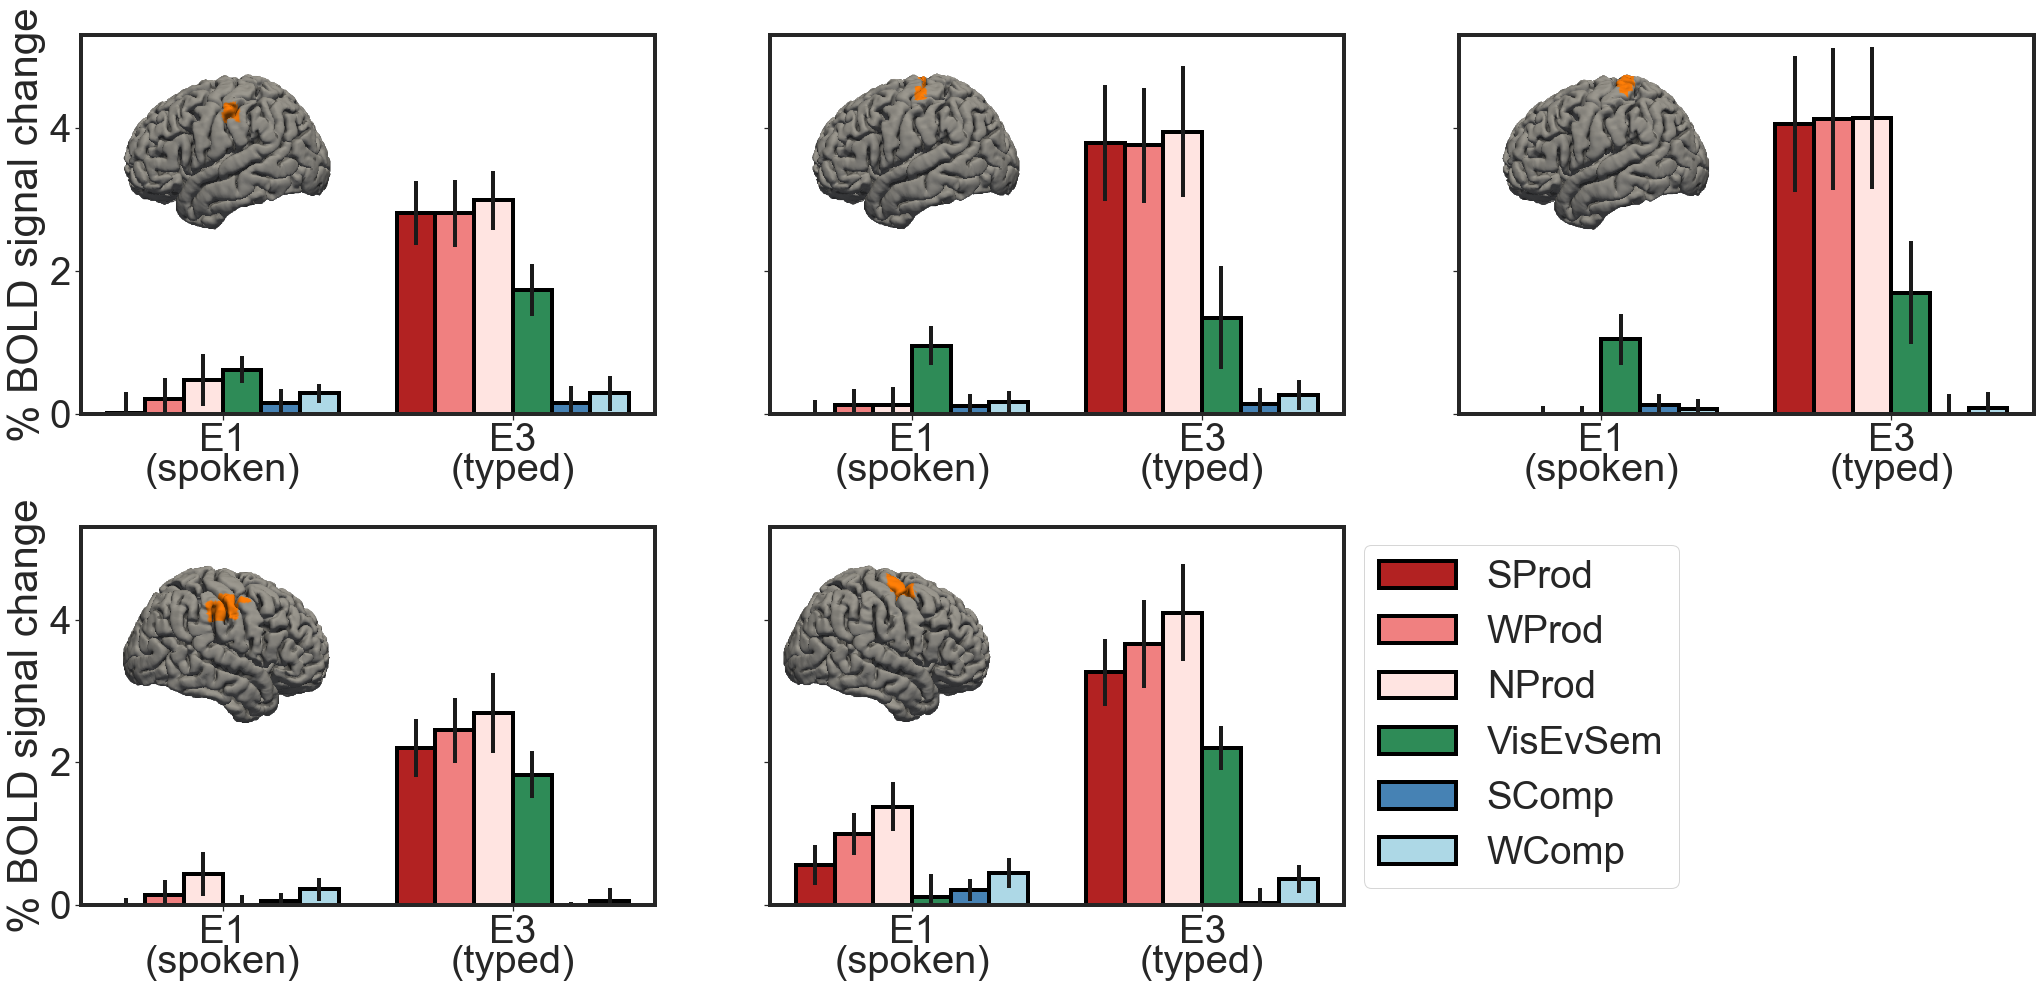 % BOLD signal change
4
2
0
E1
(spoken)
E3
(typed)
E1
(spoken)
E3
(typed)
E1
(spoken)
E3
(typed)
% BOLD signal change
4
2
0
E1
(spoken)
E3
(typed)
E1
(spoken)
E3
(typed)
SProd
WProd
NProd
VisEvSem
SComp
WComp